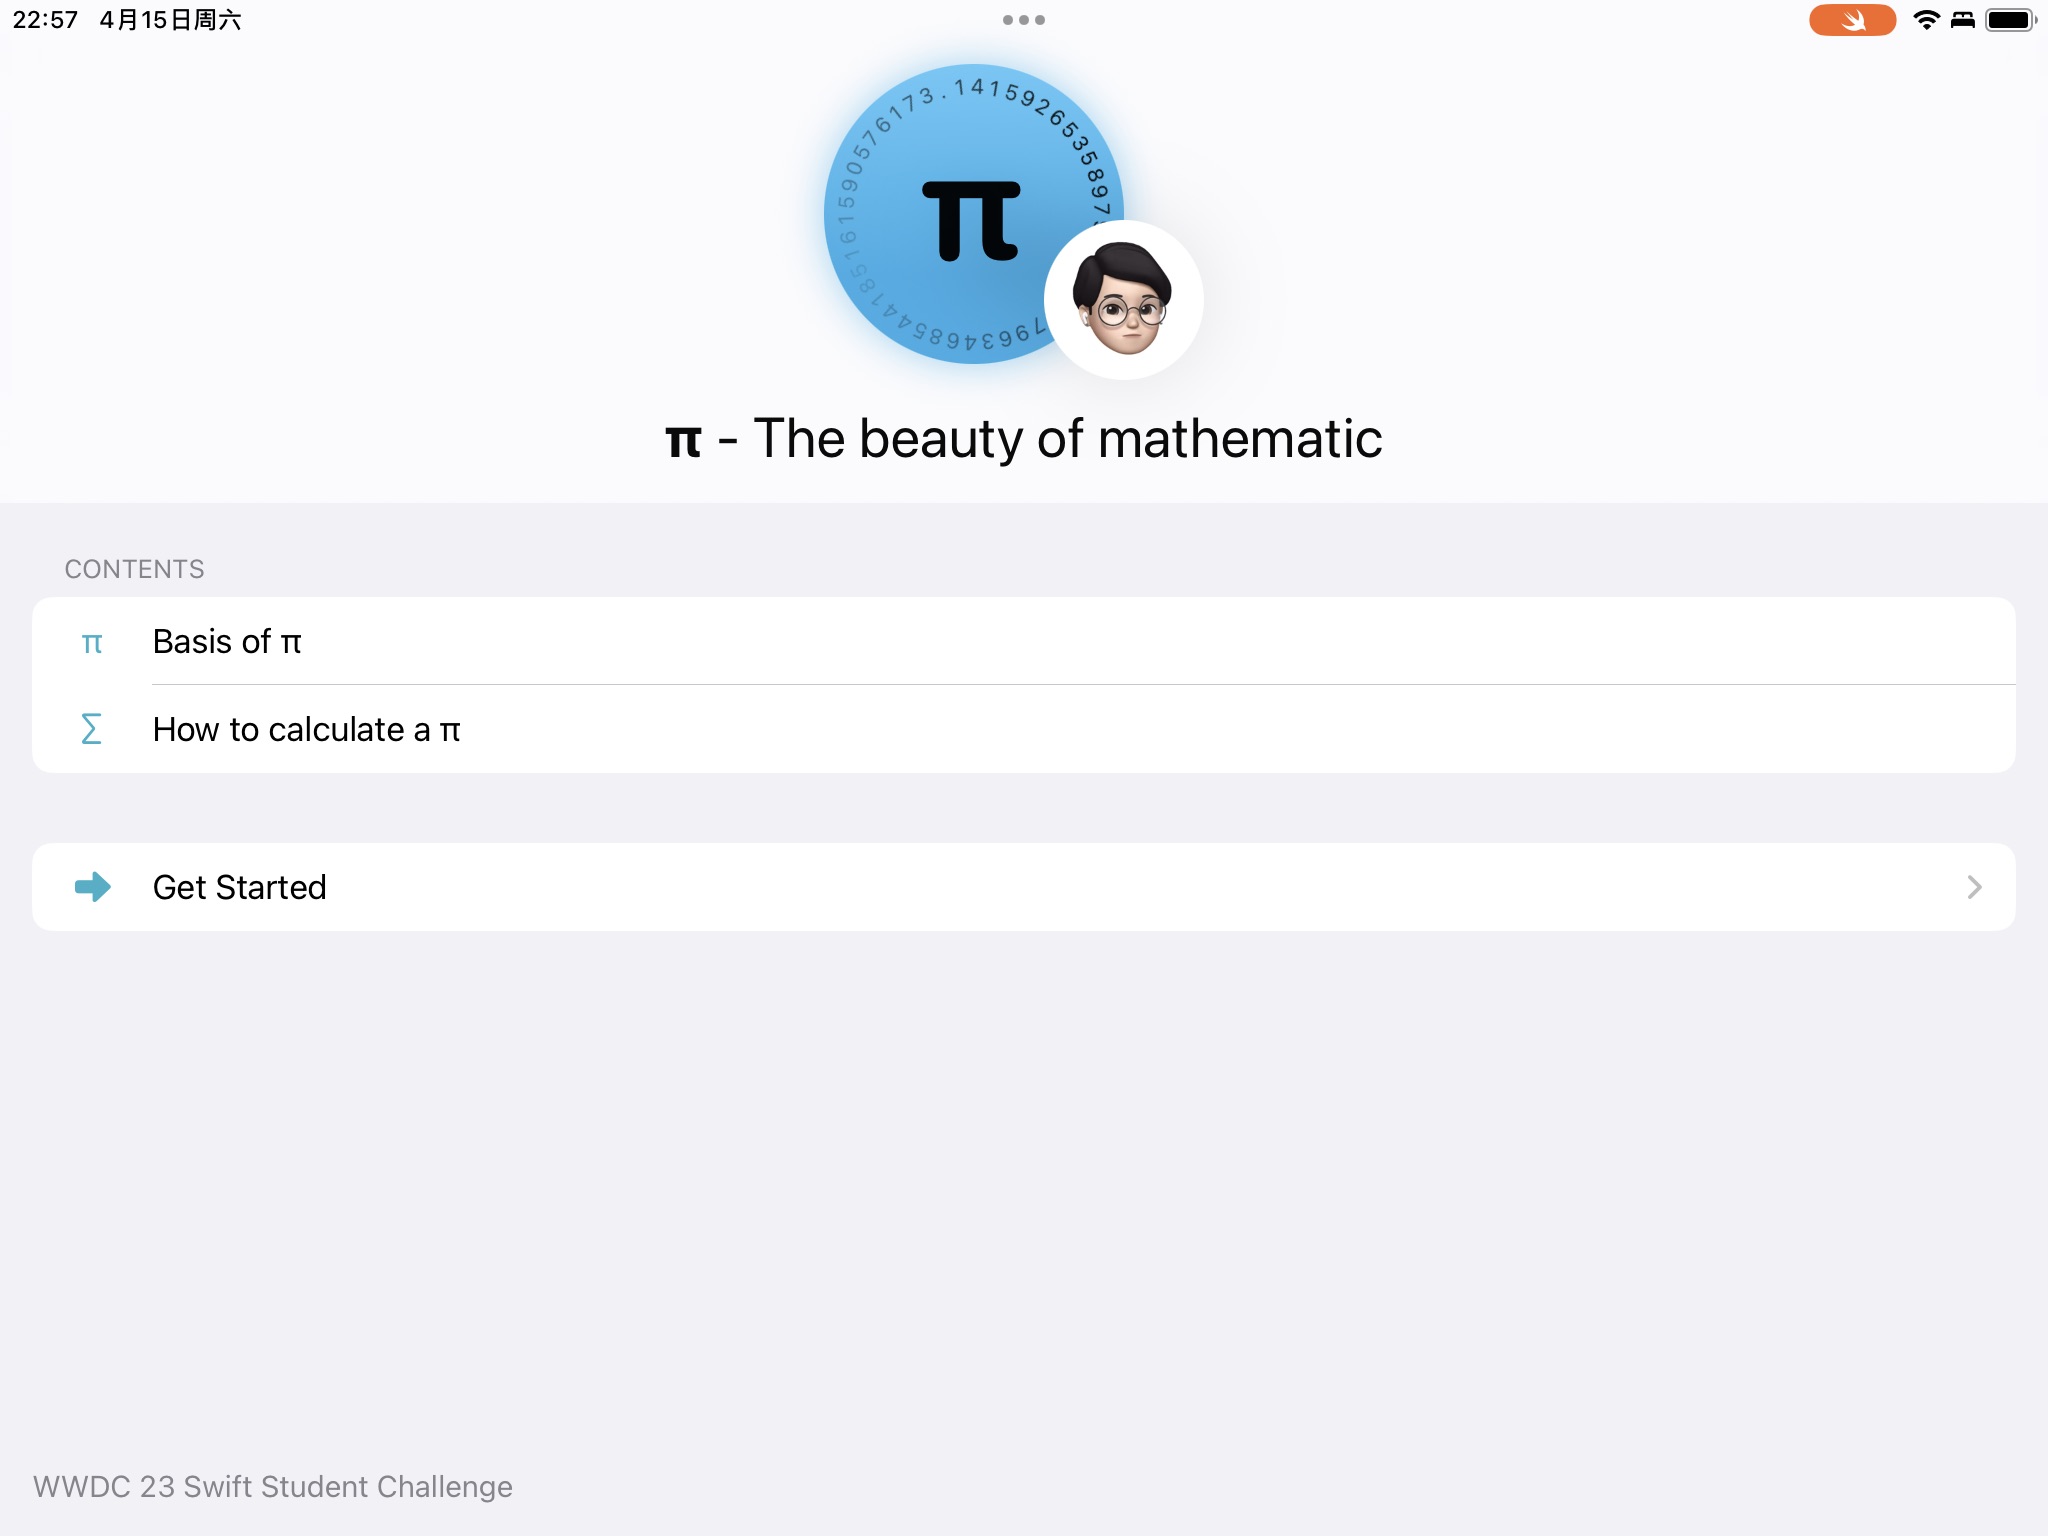 22:57 4月15日周六
3.14159265358979
796346854418516159057617
π
π - The beauty of mathematic
CONTENTS
π Basis of π
Σ How to calculate a π
Get Started
WWDC 23 Swift Student Challenge